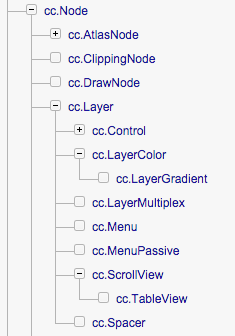 cc.Node
cc.AtlasNode
cc.ClippingNode
cc.DrawNode
cc.Layer
cc.Control
cc.LayerColor
cc.LayerGradient
cc.LayerMultiplex
cc.Menu
cc.MenuPassive
cc.ScrollView
cc.TableView
cc.Spacer